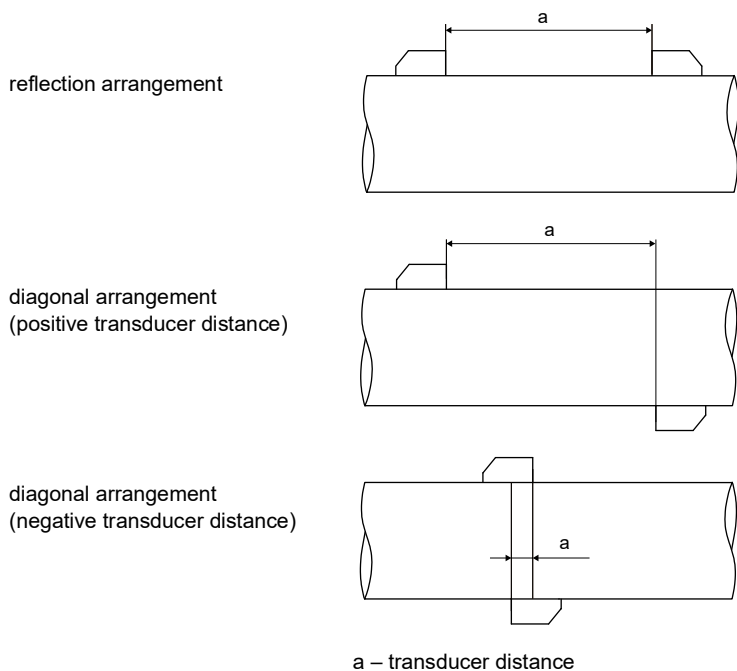 a
reflection arrangement
a
diagonal arrangement
(positive transducer distance)
diagonal arrangement
(negative transducer distance)
a
a – transducer distance